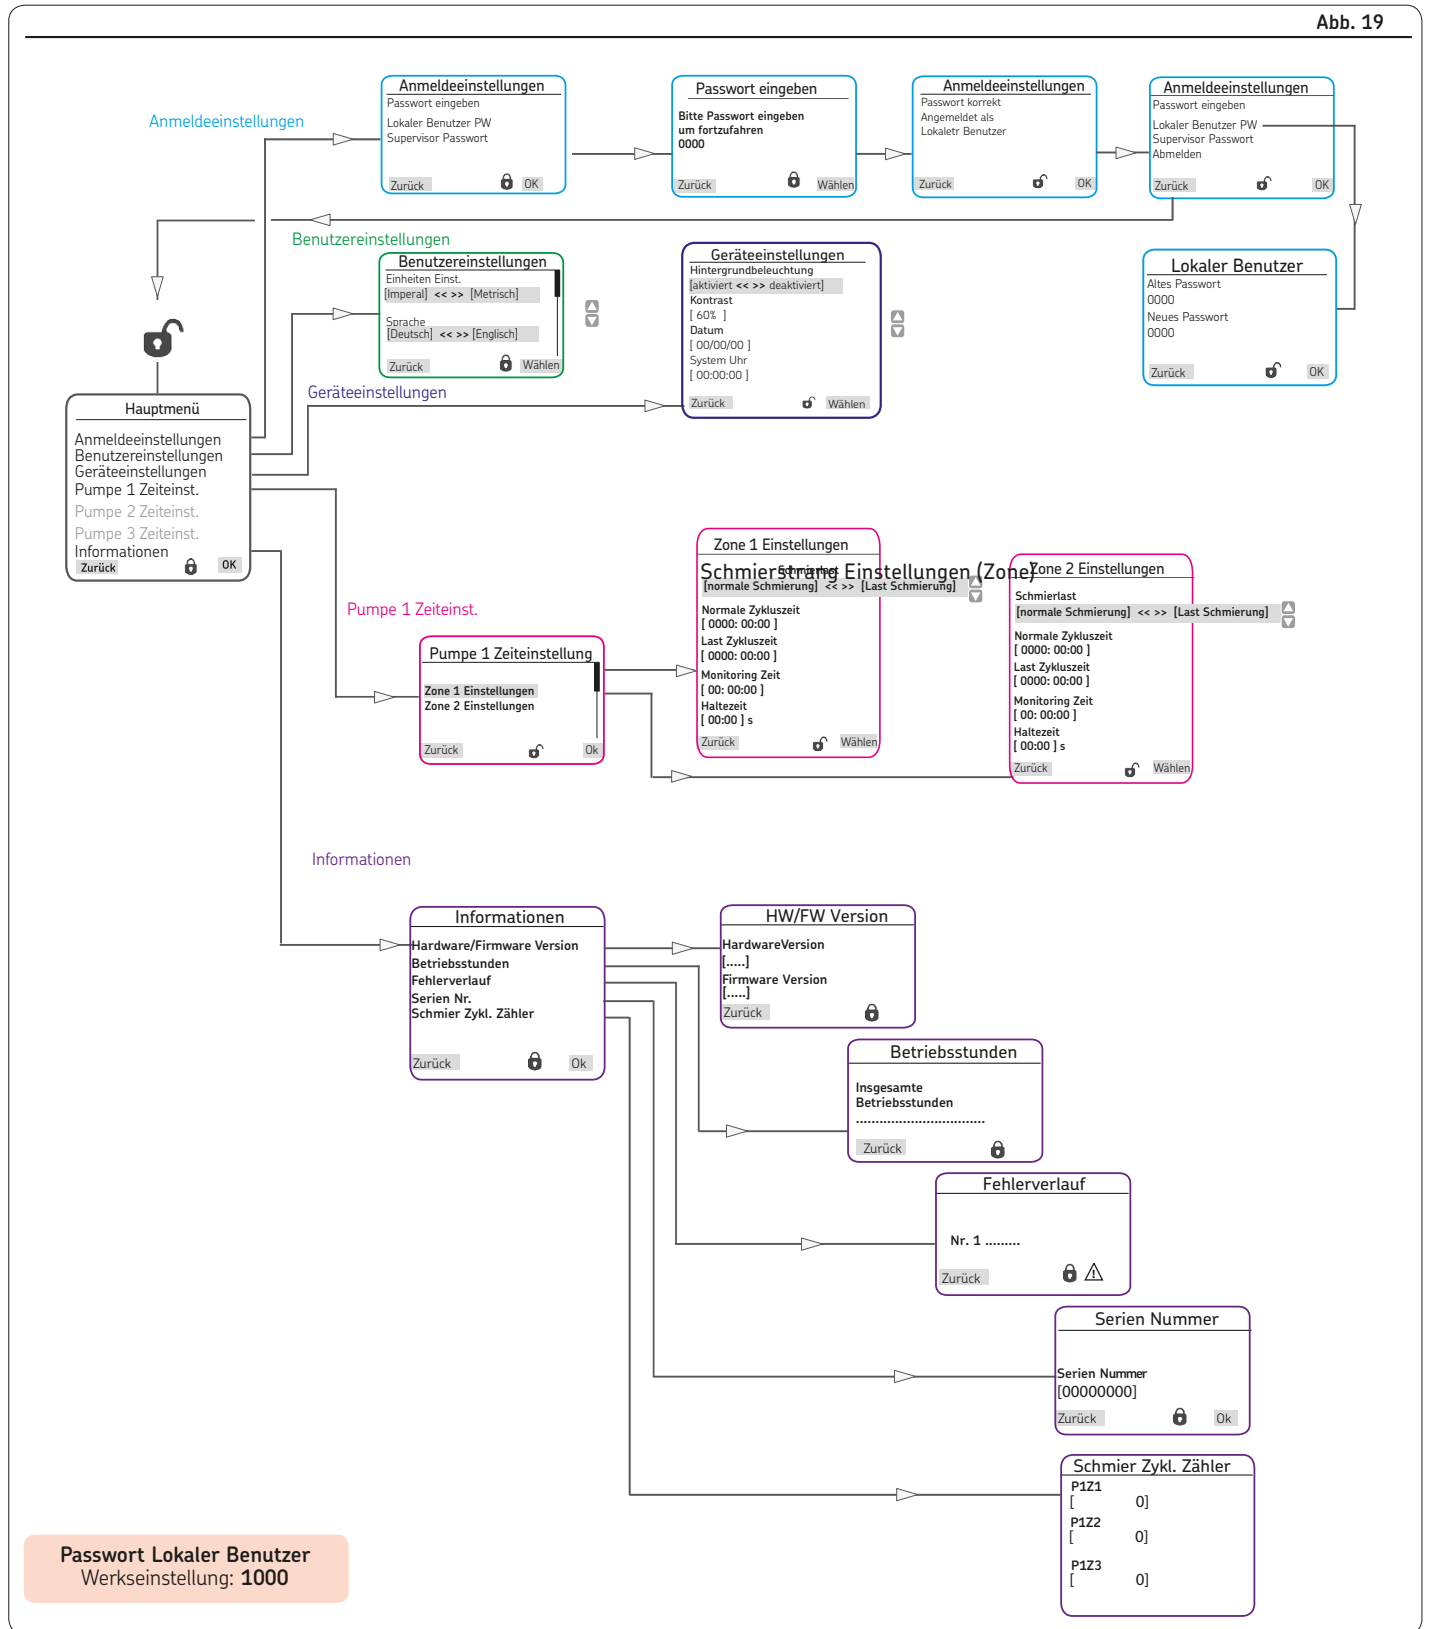 Abb. 19
Anmeldeeinstellungen
Anmeldeeinstellungen
Passwort eingeben
Lokaler Benutzer PW
Supervisor Passwort
Zurück OK
Passwort eingeben
Bitte Passwort eingeben
um fortzufahren
0000
Zurück Wählen
Anmeldeeinstellungen
Passwort korrekt
Angemeldet als
Lokaletr Benutzer
Zurück OK
Anmeldeeinstellungen
Passwort eingeben
Lokaler Benutzer PW
Supervisor Passwort
Abmelden
Zurück OK
Lokaler Benutzer
Altes Passwort
0000
Neues Passwort
0000
Zurück OK
Benutzereinstellungen
Benutzereinstellungen
Einheiten Einst.
[Imperal] << >> [Metrisch]
Sprache
[Deutsch] << >> [Englisch]
Zurück Wählen
Geräteeinstellungen
Geräteeinstellungen
Hintergrundbeleuchtung
[aktiviert << >> deaktiviert]
Kontrast
[ 60% ]
Datum
[ 00/00/00 ]
System Uhr
[ 00:00:00 ]
Zurück Wählen
Hauptmenü
Anmeldeeinstellungen
Benutzereinstellungen
Geräteeinstellungen
Pumpe 1 Zeiteinst.
Pumpe 2 Zeiteinst.
Pumpe 3 Zeiteinst.
Informationen
Zurück OK
Pumpe 1 Zeiteinst.
Pumpe 1 Zeiteinstellung
Zone 1 Einstellungen
Zone 2 Einstellungen
Zurück Ok
Zone 1 Einstellungen
Schmierlast
Schmierstrang Einstellungen (Zone)
[normale Schmierung] << >> [Last Schmierung]
Normale Zykluszeit
[ 0000: 00:00 ]
Last Zykluszeit
[ 0000: 00:00 ]
Monitoring Zeit
[ 00: 00:00 ]
Haltezeit
[ 00:00 ] s
Zurück Wählen
Zone 2 Einstellungen
Schmierlast
[normale Schmierung] << >> [Last Schmierung]
Normale Zykluszeit
[ 0000: 00:00 ]
Last Zykluszeit
[ 0000: 00:00 ]
Monitoring Zeit
[ 00: 00:00 ]
Haltezeit
[ 00:00 ] s
Zurück Wählen
Informationen
Informationen
Hardware/Firmware Version
Betriebsstunden
Fehlerverlauf
Serien Nr.
Schmier Zykl. Zähler
Zurück Ok
HW/FW Version
HardwareVersion
[.....]
Firmware Version
[.....]
Zurück
Betriebsstunden
Insgesamte
Betriebsstunden
.................................
Zurück
Fehlerverlauf
Nr. 1 .........
Zurück
Serien Nummer
Serien Nummer
[00000000]
Zurück Ok
Schmier Zykl. Zähler
P1Z1
[ 0]
P1Z2
[ 0]
P1Z3
[ 0]
Passwort Lokaler Benutzer
Werkseinstellung: 1000